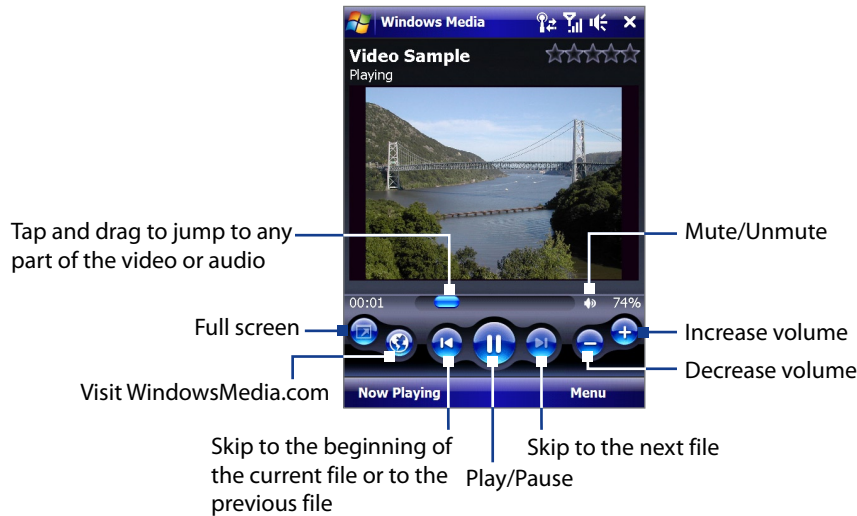 Windows Media
Video Sample
Playing
Tap and drag to jump to any
part of the video or audio
Mute/Unmute
00:01
74%
Full screen
Increase volume
Decrease volume
Visit WindowsMedia.com
Now Playing
Menu
Skip to the beginning of
the current file or to the
previous file
Play/Pause
Skip to the next file